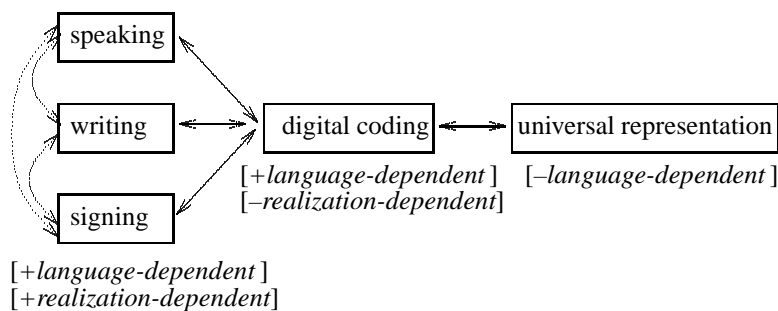 speaking
writing
digital coding
universal representation
[+language-dependent ]
[–language-dependent ]
[–realization-dependent]
signing
[+language-dependent ]
[+realization-dependent]